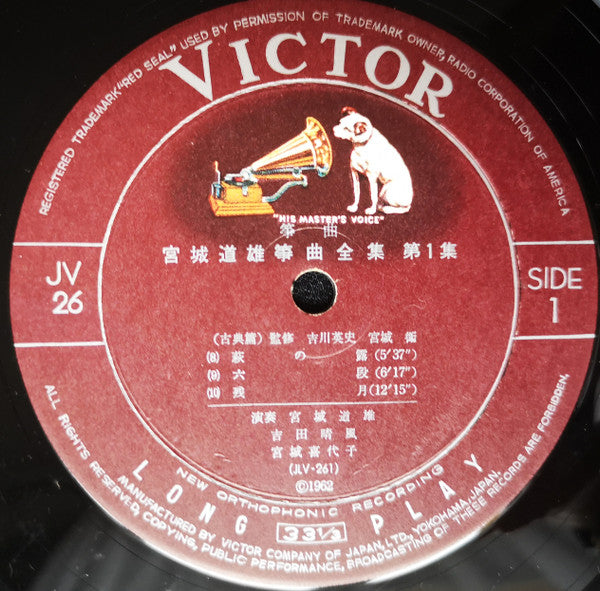 REGISTERED TRADEMARK "RED SEAL" USED BY PERMISSION OF TRADEMARK OWNER, RADIO CORPORATION OF AMERICA
VICTOR
"HIS MASTER'S VOICE"
箏 曲
宮城道雄箏曲全集 第1集
JV
26
SIDE
1
(古典篇) 監修 吉川英史 宮城 衞
(8) 萩の露 (5'37")
(9) 六段 (6'17")
(10) 残月 (12'15")
演奏 宮城道雄
吉田晴風
宮城喜代子
(JLV-261)
©1962
NEW ORTHOPHONIC RECORDING
LONG 33⅓ PLAY
ALL RIGHTS RESERVED, COPYING, PUBLIC PERFORMANCE, BROADCASTING OF THESE RECORDS ARE FORBIDDEN.
MANUFACTURED BY VICTOR COMPANY OF JAPAN, LTD., YOKOHAMA, JAPAN.